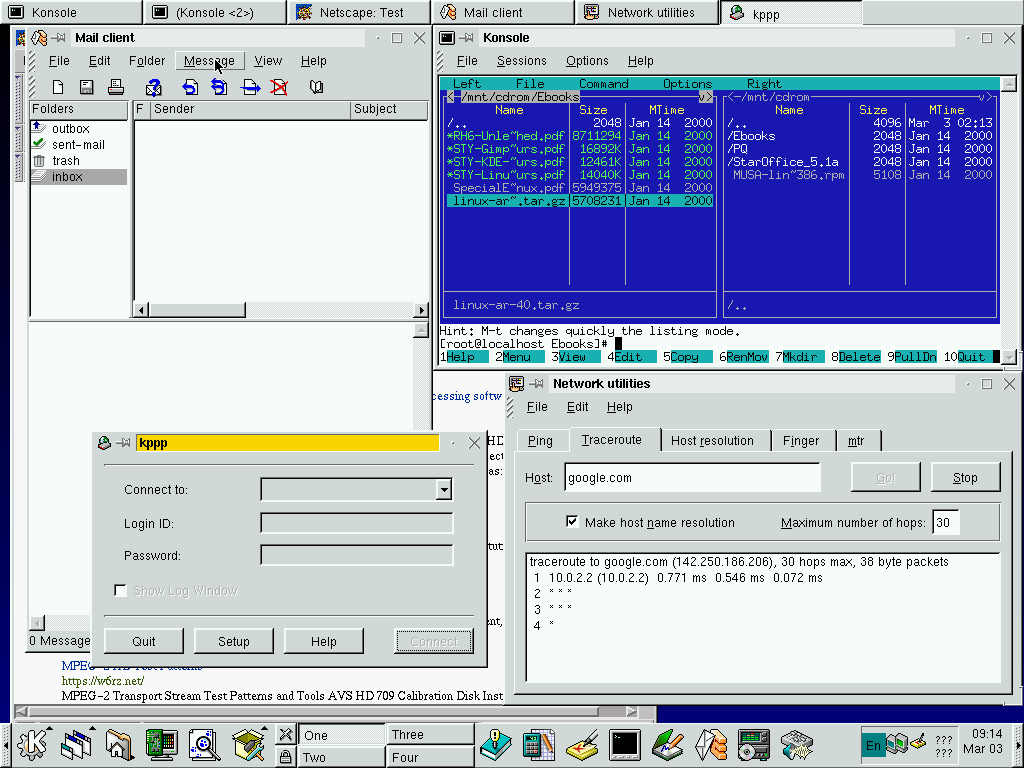 Konsole
(Konsole <2>)
Netscape: Test
Mail client
Network utilities
kppp
Mail client
File Edit Folder Message View Help
Folders
outbox
sent-mail
trash
inbox
F Sender Subject
0 Message
Konsole
File Sessions Options Help
Left File Command Options Right
/mnt/cdrom/Ebooks
Name Size MTime
/.. 2048 Jan 14 2000
*RH6-Unle~hed.pdf 8711294 Jan 14 2000
*STY-Gimp~urs.pdf 16892K Jan 14 2000
*STY-KDE-~urs.pdf 12461K Jan 14 2000
*STY-Linu~urs.pdf 14040K Jan 14 2000
SpecialE~nux.pdf 5949375 Jan 14 2000
linux-ar~.tar.gz 5708231 Jan 14 2000
linux-ar-40.tar.gz
/mnt/cdrom
Name Size MTime
/.. 4096 Mar 3 02:13
/Ebooks 2048 Jan 14 2000
/PQ 2048 Jan 14 2000
/StarOffice_5.1a 2048 Jan 14 2000
MUSA-lin~386.rpm 5108 Jan 14 2000
/..
Hint: M-t changes quickly the listing mode.
[root@localhost Ebooks]#
1Help 2Menu 3View 4Edit 5Copy 6RenMov 7Mkdir 8Delete 9PullDn 10Quit
cessing softw
HD
ect
as:
tut
ent,
Network utilities
File Edit Help
Ping Traceroute Host resolution Finger mtr
Host: google.com Go! Stop
Make host name resolution Maximum number of hops: 30
traceroute to google.com (142.250.186.206), 30 hops max, 38 byte packets
1 10.0.2.2 (10.0.2.2) 0.771 ms 0.546 ms 0.072 ms
2 * * *
3 * * *
4 *
kppp
Connect to:
Login ID:
Password:
Show Log Window
Quit Setup Help Connect
https://w6rz.net/
MPEG-2 Transport Stream Test Patterns and Tools AVS HD 709 Calibration Disk Inst
One Three
Two Four
En
???
???
09:14
Mar 03